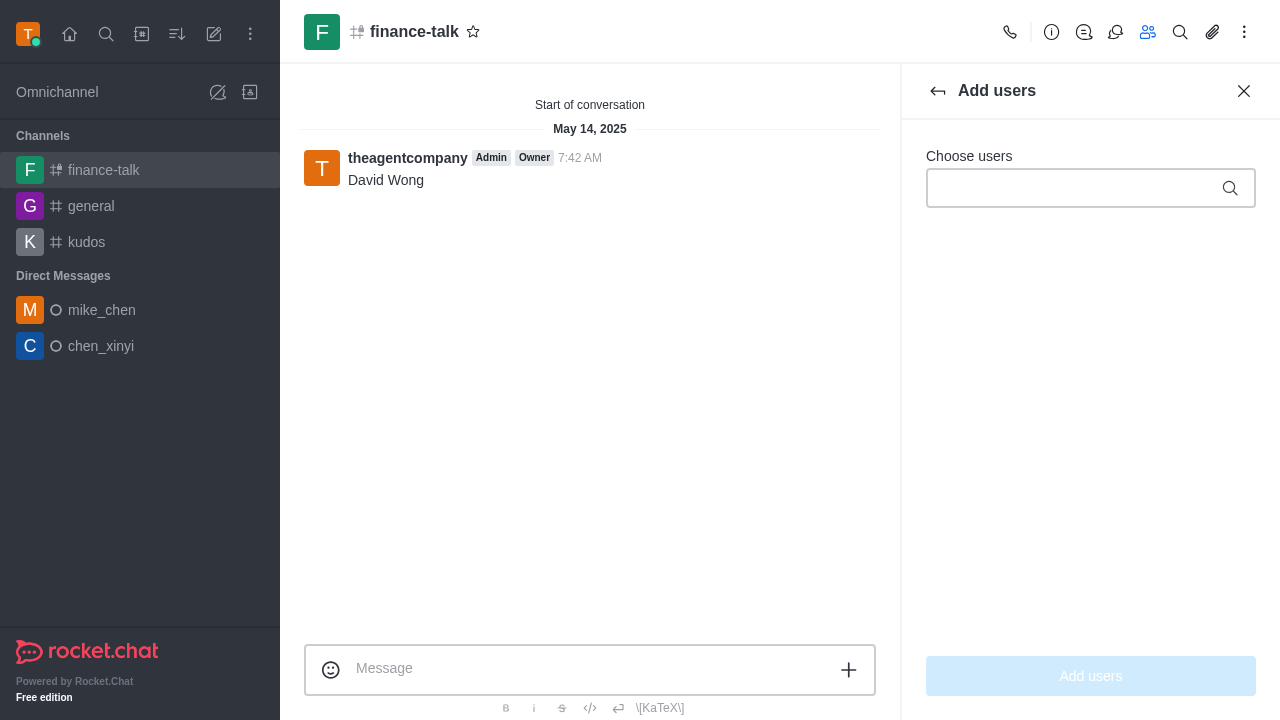 T
Omnichannel
Channels
F finance-talk
G general
K kudos
Direct Messages
M mike_chen
C chen_xinyi
rocket.chat
Powered by Rocket.Chat
Free edition
F finance-talk
Start of conversation
May 14, 2025
T theagentcompany Admin Owner 7:42 AM
David Wong
Message
B i S \[KaTeX\]
Add users
Choose users
Add users